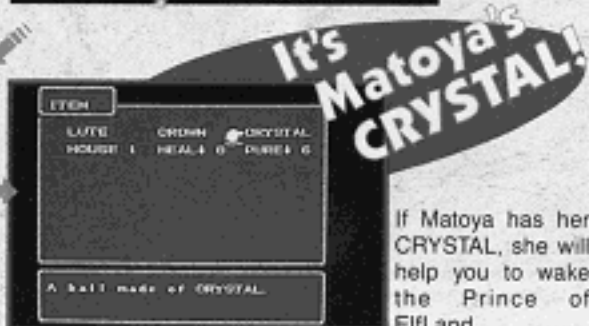 It's
Matoya's
CRYSTAL!
ITEM
LUTE CROWN CRYSTAL
HOUSE 1 HEAL↓ 6 PURE↓ 6
A ball made of CRYSTAL.
If Matoya has her
CRYSTAL, she will
help you to wake
the Prince of
ElfLand